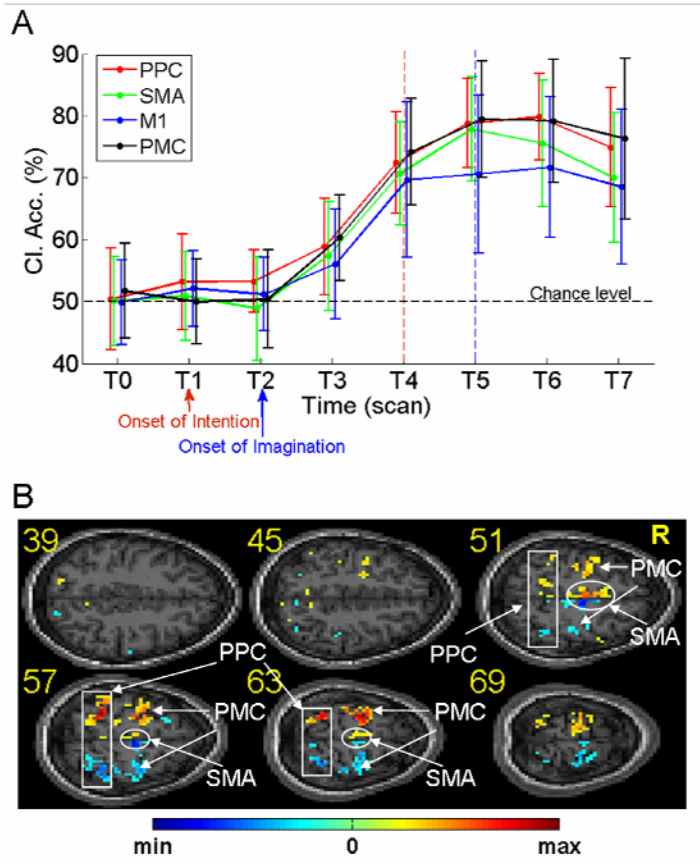 A
90
80
70
60
50
40
Cl. Acc. (%)
PPC
SMA
M1
PMC
Chance level
T0 T1 T2 T3 T4 T5 T6 T7
Time (scan)
Onset of Intention
Onset of Imagination
B
39 45 51 R
PMC
PPC SMA
57 PPC 63 69
PMC PMC
SMA SMA
min 0 max